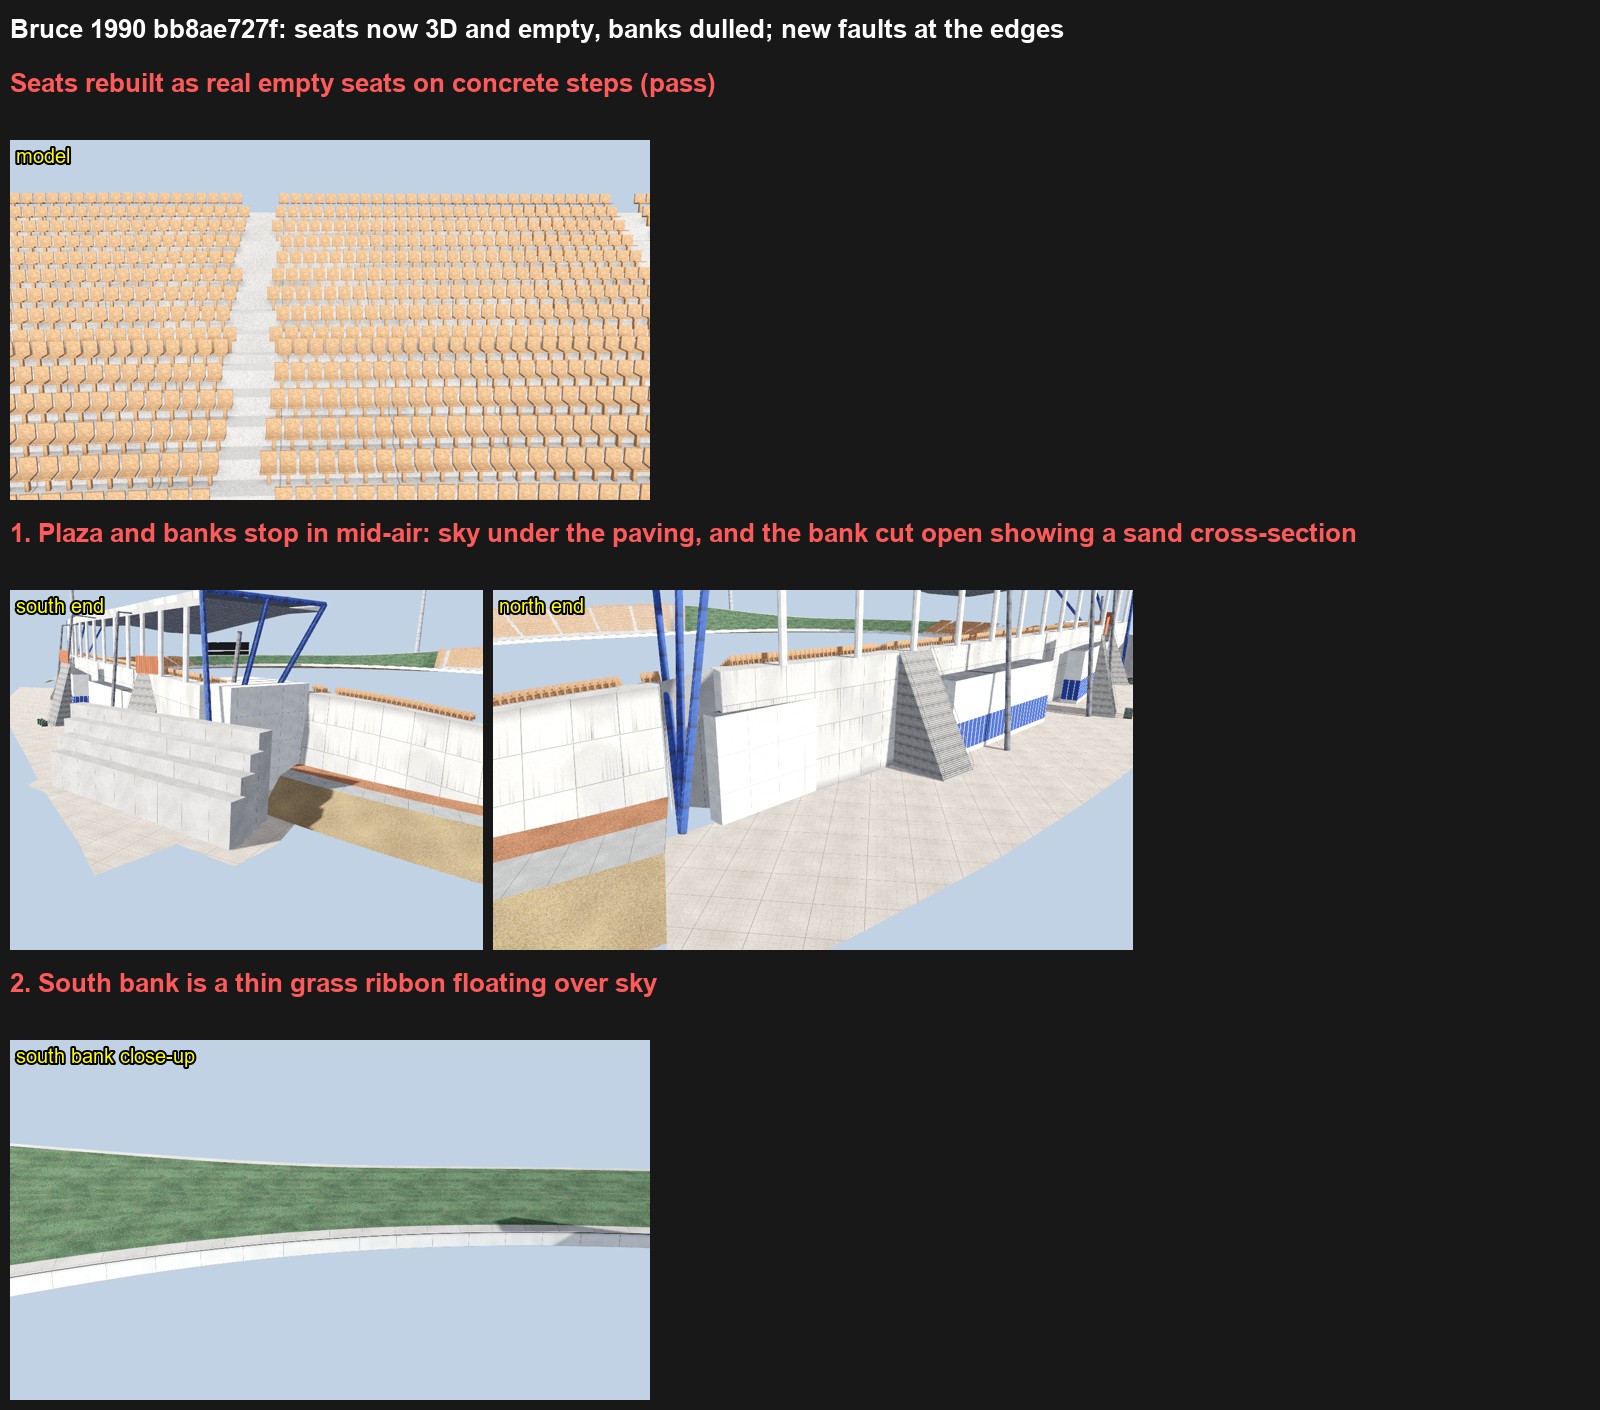 Bruce 1990 bb8ae727f: seats now 3D and empty, banks dulled; new faults at the edges
Seats rebuilt as real empty seats on concrete steps (pass)
model
1. Plaza and banks stop in mid-air: sky under the paving, and the bank cut open showing a sand cross-section
south end
north end
2. South bank is a thin grass ribbon floating over sky
south bank close-up